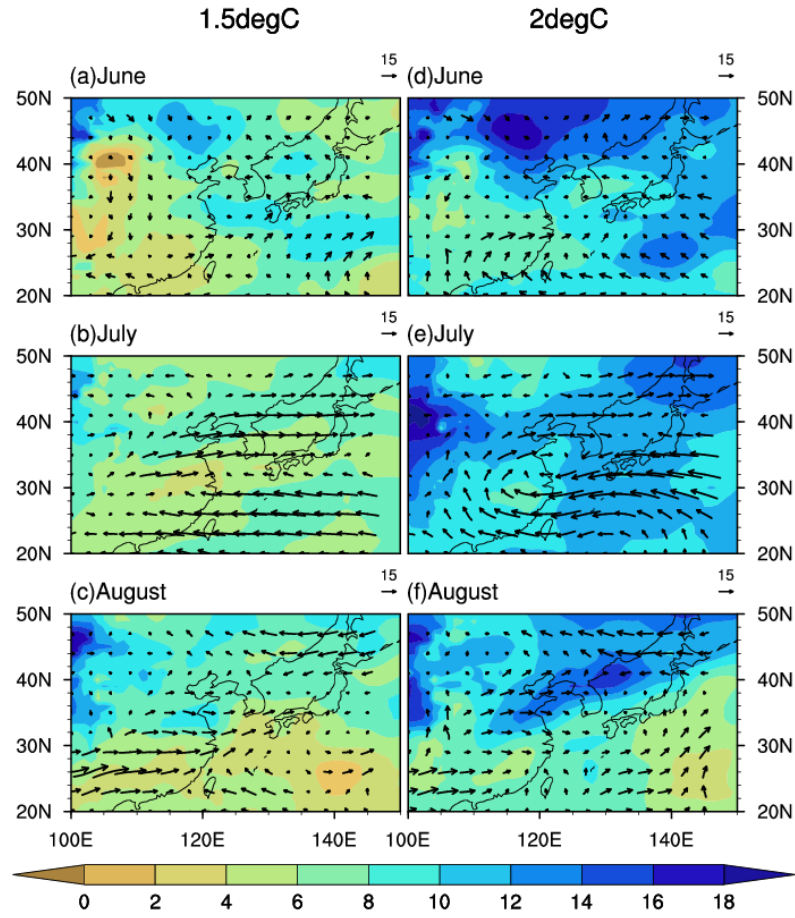 1.5degC 2degC
15 15
(a)June (d)June
50N 50N
40N 40N
30N 30N
20N 20N
15 15
(b)July (e)July
50N 50N
40N 40N
30N 30N
20N 20N
15 15
(c)August (f)August
50N 50N
40N 40N
30N 30N
20N 20N
100E 120E 140E 100E 120E 140E
0 2 4 6 8 10 12 14 16 18